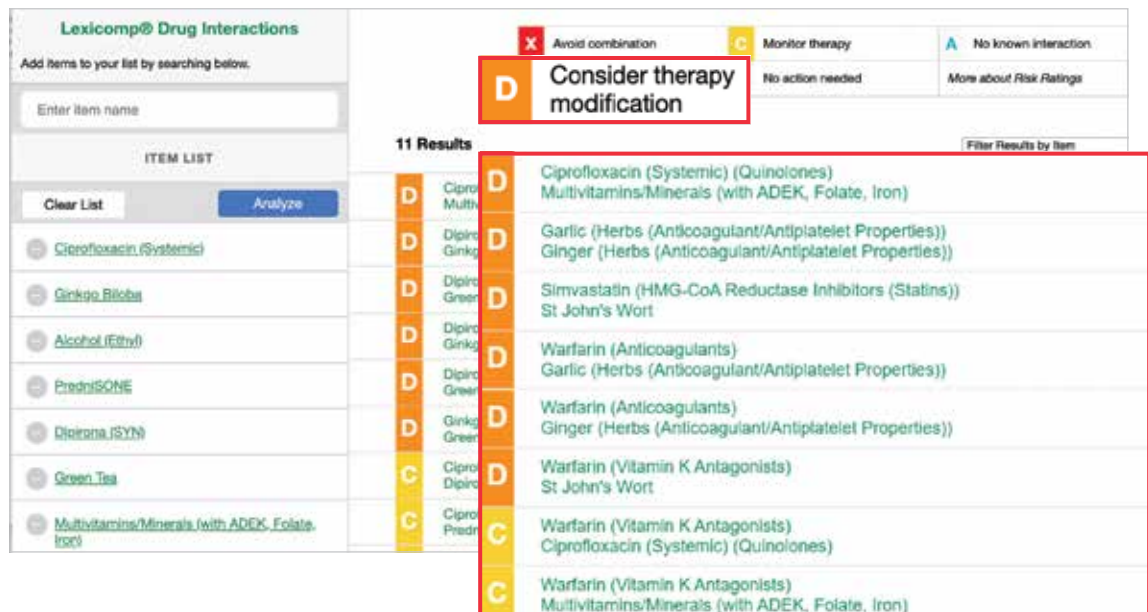 Lexicomp® Drug Interactions
Add items to your list by searching below.
Enter item name
ITEM LIST
Clear List
Analyze
Ciprofloxacin (Systemic)
Ginkgo Biloba
Alcohol (Ethyl)
PredniSONE
Dipirona (SYN)
Green Tea
Multivitamins/Minerals (with ADEK, Folate,
Iron)
X Avoid combination
C Monitor therapy
A No known interaction
D Consider therapy
modification
No action needed
More about Risk Ratings
11 Results
Filter Results by Item
D
D
D
D
D
D
C
C
D Ciprofloxacin (Systemic) (Quinolones)
Multivitamins/Minerals (with ADEK, Folate, Iron)
D Garlic (Herbs (Anticoagulant/Antiplatelet Properties))
Ginger (Herbs (Anticoagulant/Antiplatelet Properties))
D Simvastatin (HMG-CoA Reductase Inhibitors (Statins))
St John's Wort
D Warfarin (Anticoagulants)
Garlic (Herbs (Anticoagulant/Antiplatelet Properties))
D Warfarin (Anticoagulants)
Ginger (Herbs (Anticoagulant/Antiplatelet Properties))
D Warfarin (Vitamin K Antagonists)
St John's Wort
C Warfarin (Vitamin K Antagonists)
Ciprofloxacin (Systemic) (Quinolones)
C Warfarin (Vitamin K Antagonists)
Multivitamins/Minerals (with ADEK, Folate, Iron)